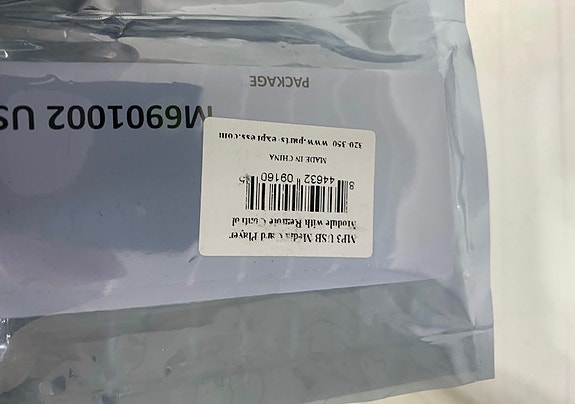 MP3 USB Media Card Player
Module with Remote Control
8 44632 09160 5
MADE IN CHINA
320-350 www.parts-express.com
M6901002 US
PACKAGE